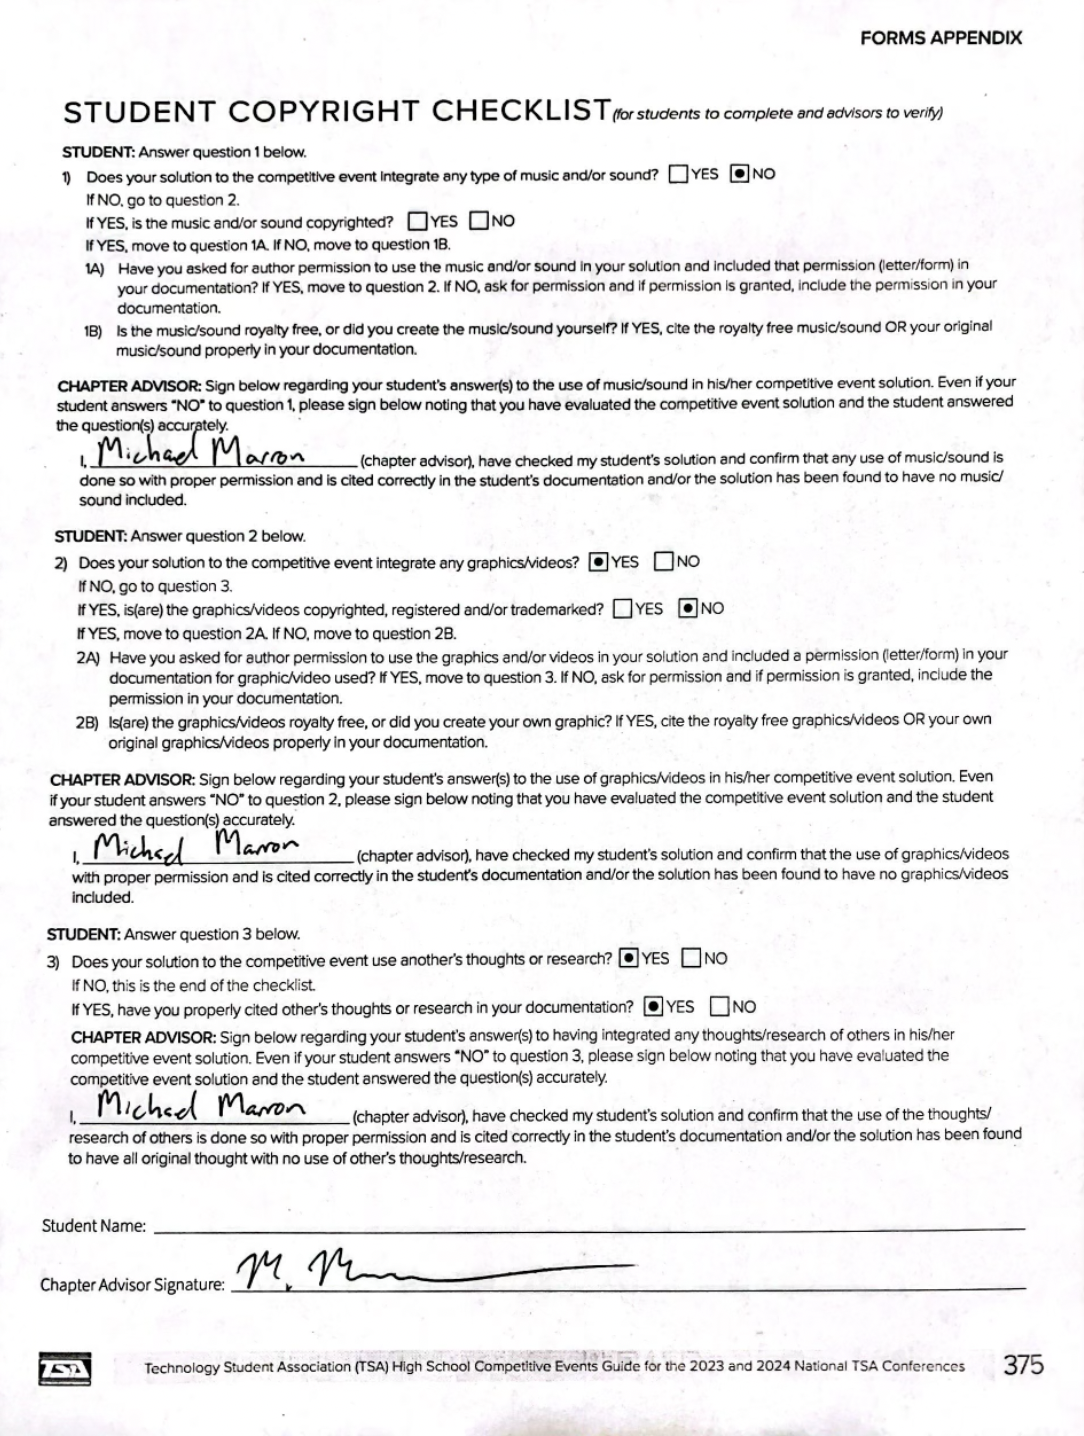 FORMS APPENDIX
STUDENT COPYRIGHT CHECKLIST (for students to complete and advisors to verify)
STUDENT: Answer question 1 below.
1) Does your solution to the competitive event integrate any type of music and/or sound? YES NO
If NO, go to question 2.
If YES, is the music and/or sound copyrighted? YES NO
If YES, move to question 1A. If NO, move to question 1B.
1A) Have you asked for author permission to use the music and/or sound in your solution and included that permission (letter/form) in
your documentation? If YES, move to question 2. If NO, ask for permission and if permission is granted, include the permission in your
documentation.
1B) Is the music/sound royalty free, or did you create the music/sound yourself? If YES, cite the royalty free music/sound OR your original
music/sound properly in your documentation.
CHAPTER ADVISOR: Sign below regarding your student's answer(s) to the use of music/sound in his/her competitive event solution. Even if your
student answers "NO" to question 1, please sign below noting that you have evaluated the competitive event solution and the student answered
the question(s) accurately.
I, Michael Marron (chapter advisor), have checked my student's solution and confirm that any use of music/sound is
done so with proper permission and is cited correctly in the student's documentation and/or the solution has been found to have no music/
sound included.
STUDENT: Answer question 2 below.
2) Does your solution to the competitive event integrate any graphics/videos? YES NO
If NO, go to question 3.
If YES, is(are) the graphics/videos copyrighted, registered and/or trademarked? YES NO
If YES, move to question 2A. If NO, move to question 2B.
2A) Have you asked for author permission to use the graphics and/or videos in your solution and included a permission (letter/form) in your
documentation for graphic/video used? If YES, move to question 3. If NO, ask for permission and if permission is granted, include the
permission in your documentation.
2B) Is(are) the graphics/videos royalty free, or did you create your own graphic? If YES, cite the royalty free graphics/videos OR your own
original graphics/videos properly in your documentation.
CHAPTER ADVISOR: Sign below regarding your student's answer(s) to the use of graphics/videos in his/her competitive event solution. Even
if your student answers "NO" to question 2, please sign below noting that you have evaluated the competitive event solution and the student
answered the question(s) accurately.
I, Michael Marron (chapter advisor), have checked my student's solution and confirm that the use of graphics/videos
with proper permission and is cited correctly in the student's documentation and/or the solution has been found to have no graphics/videos
included.
STUDENT: Answer question 3 below.
3) Does your solution to the competitive event use another's thoughts or research? YES NO
If NO, this is the end of the checklist.
If YES, have you properly cited other's thoughts or research in your documentation? YES NO
CHAPTER ADVISOR: Sign below regarding your student's answer(s) to having integrated any thoughts/research of others in his/her
competitive event solution. Even if your student answers "NO" to question 3, please sign below noting that you have evaluated the
competitive event solution and the student answered the question(s) accurately.
I, Michael Marron (chapter advisor), have checked my student's solution and confirm that the use of the thoughts/
research of others is done so with proper permission and is cited correctly in the student's documentation and/or the solution has been found
to have all original thought with no use of other's thoughts/research.
Student Name:
Chapter Advisor Signature: M. M
TSA Technology Student Association (TSA) High School Competitive Events Guide for the 2023 and 2024 National TSA Conferences 375